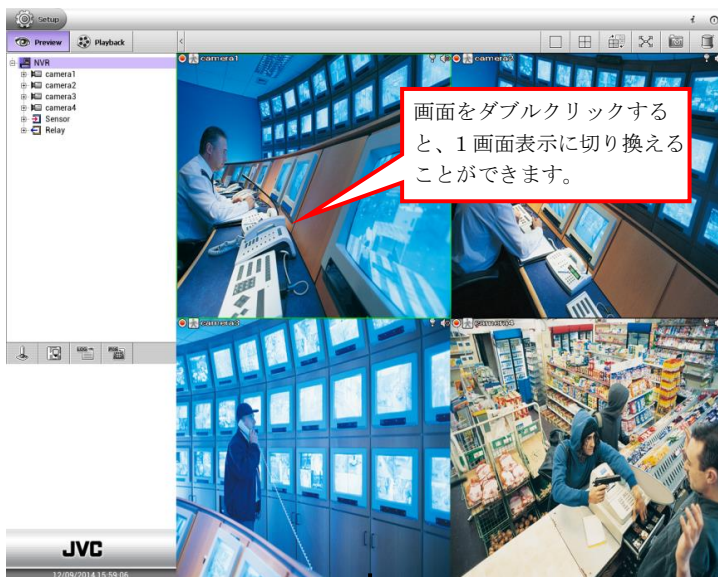 Setup
Preview
Playback
NVR
camera1
camera2
camera3
camera4
Sensor
Relay
camera1
camera2
画面をダブルクリックする
と、1 画面表示に切り換える
ことができます。
camera3
camera4
JVC
12/09/2014 15:59:06